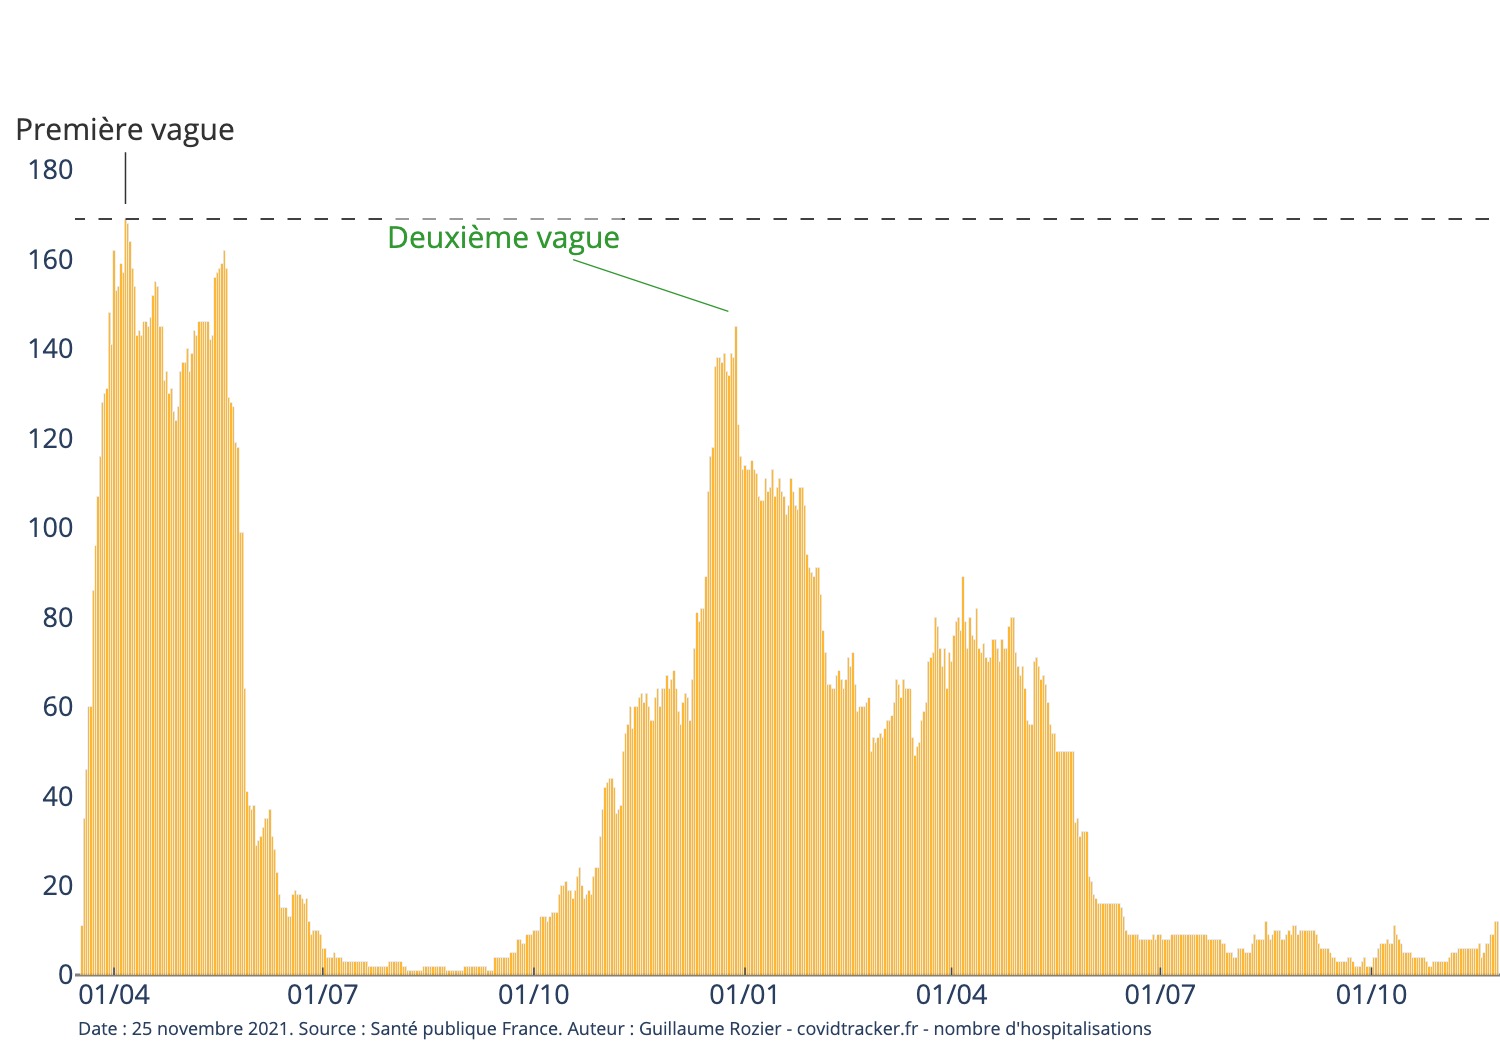 Première vague
180
Deuxième vague
160
140
120
100
80
60
40
20
0
01/04 01/07 01/10 01/01 01/04 01/07 01/10
Date : 25 novembre 2021. Source : Santé publique France. Auteur : Guillaume Rozier - covidtracker.fr - nombre d'hospitalisations